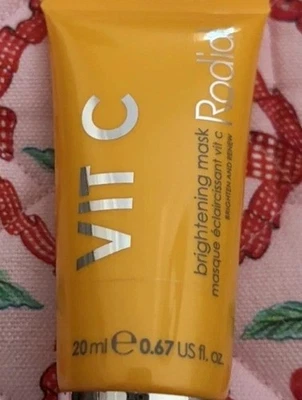 VIT C
Rodial
brightening mask
masque éclaircissant vit c
BRIGHTEN AND RENEW
20 ml e 0.67 US fl. oz.